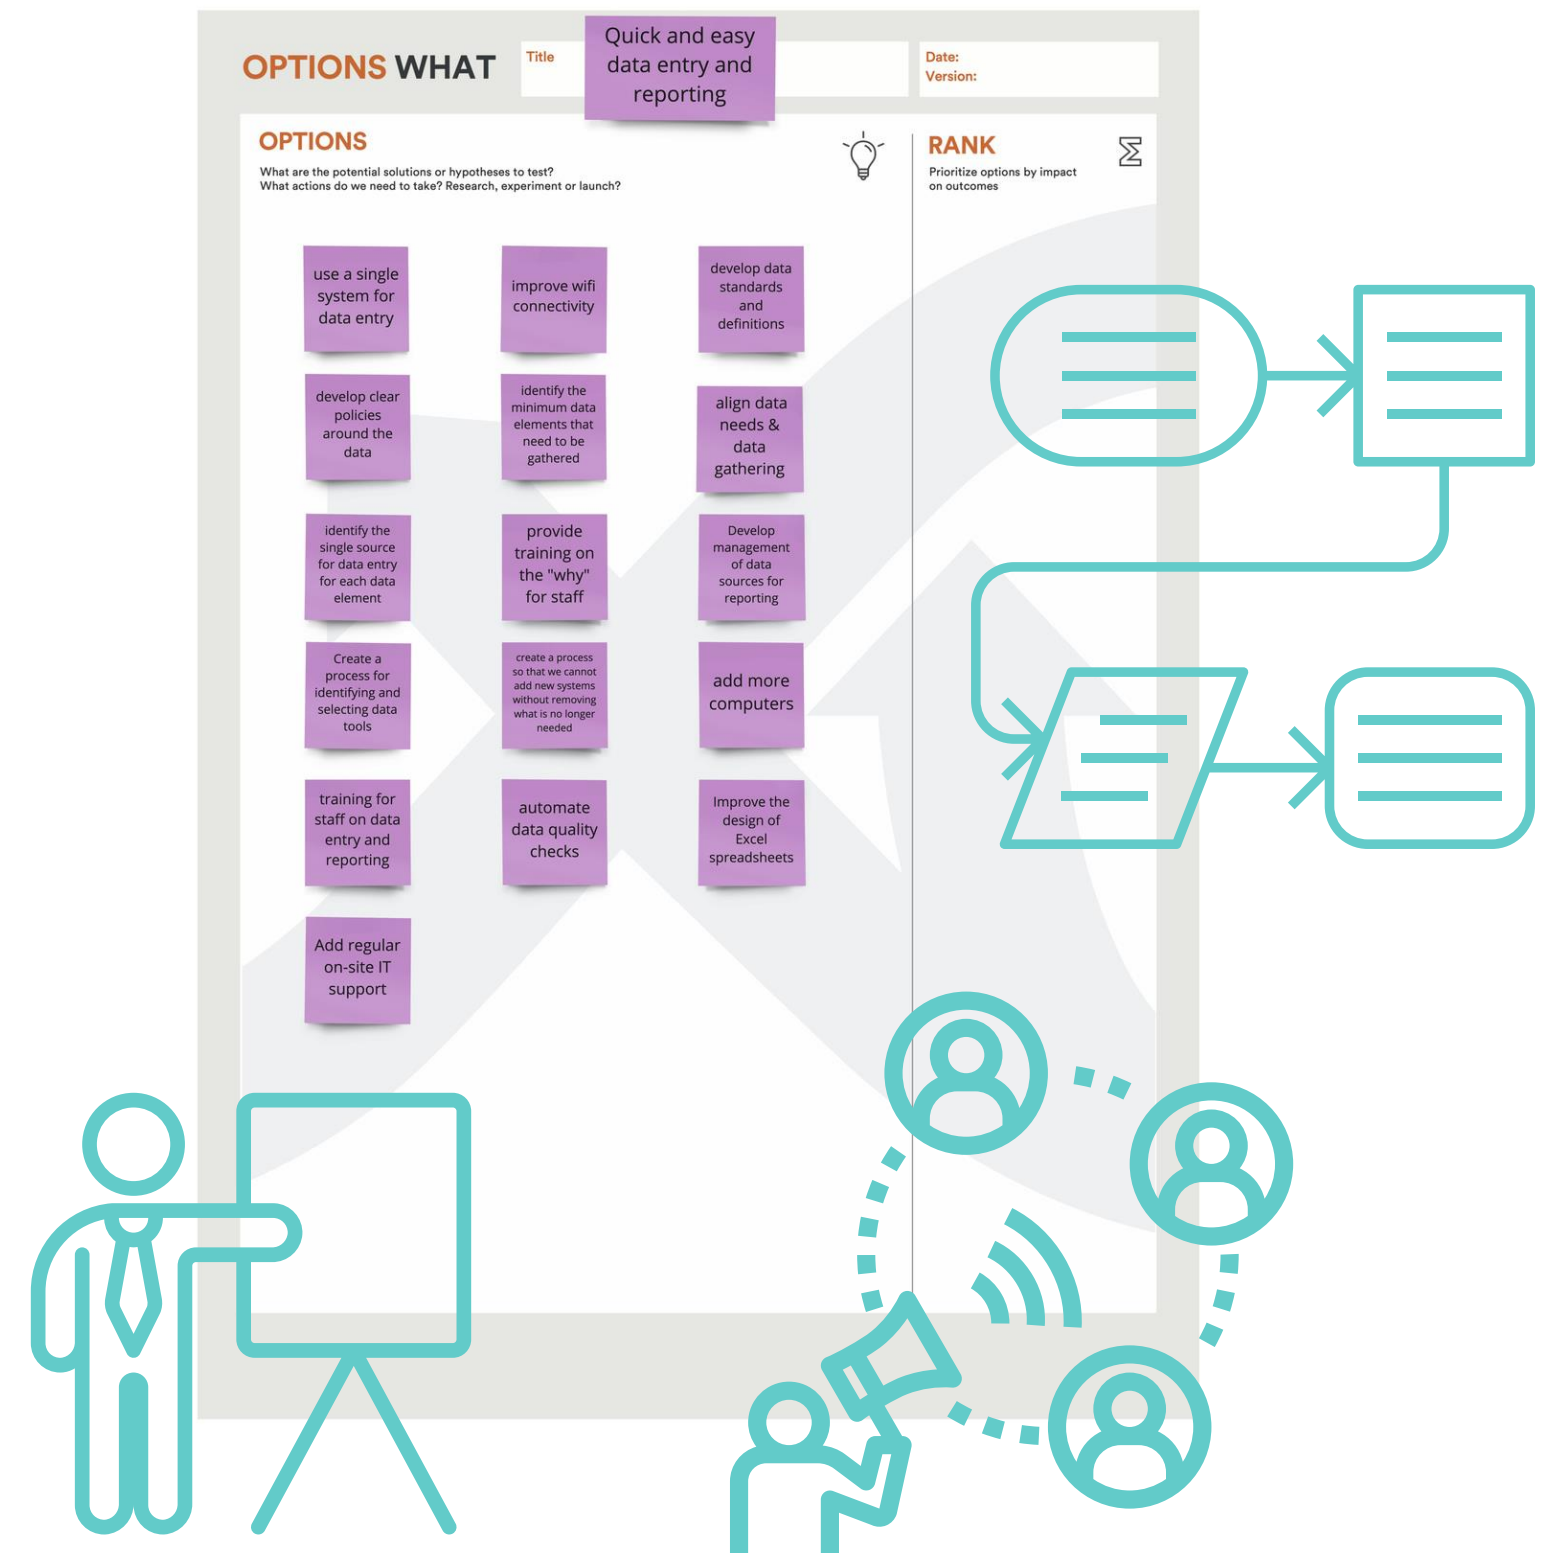 OPTIONS WHAT
Title
Quick and easy
data entry and
reporting
Date:
Version:
OPTIONS
What are the potential solutions or hypotheses to test?
What actions do we need to take? Research, experiment or launch?
RANK
Prioritize options by impact
on outcomes
use a single
system for
data entry
improve wifi
connectivity
develop data
standards
and
definitions
develop clear
policies
around the
data
identify the
minimum data
elements that
need to be
gathered
align data
needs &
data
gathering
identify the
single source
for data entry
for each data
element
provide
training on
the "why"
for staff
Develop
management
of data
sources for
reporting
Create a
process for
identifying and
selecting data
tools
create a process
so that we cannot
add new systems
without removing
what is no longer
needed
add more
computers
training for
staff on data
entry and
reporting
automate
data quality
checks
Improve the
design of
Excel
spreadsheets
Add regular
on-site IT
support